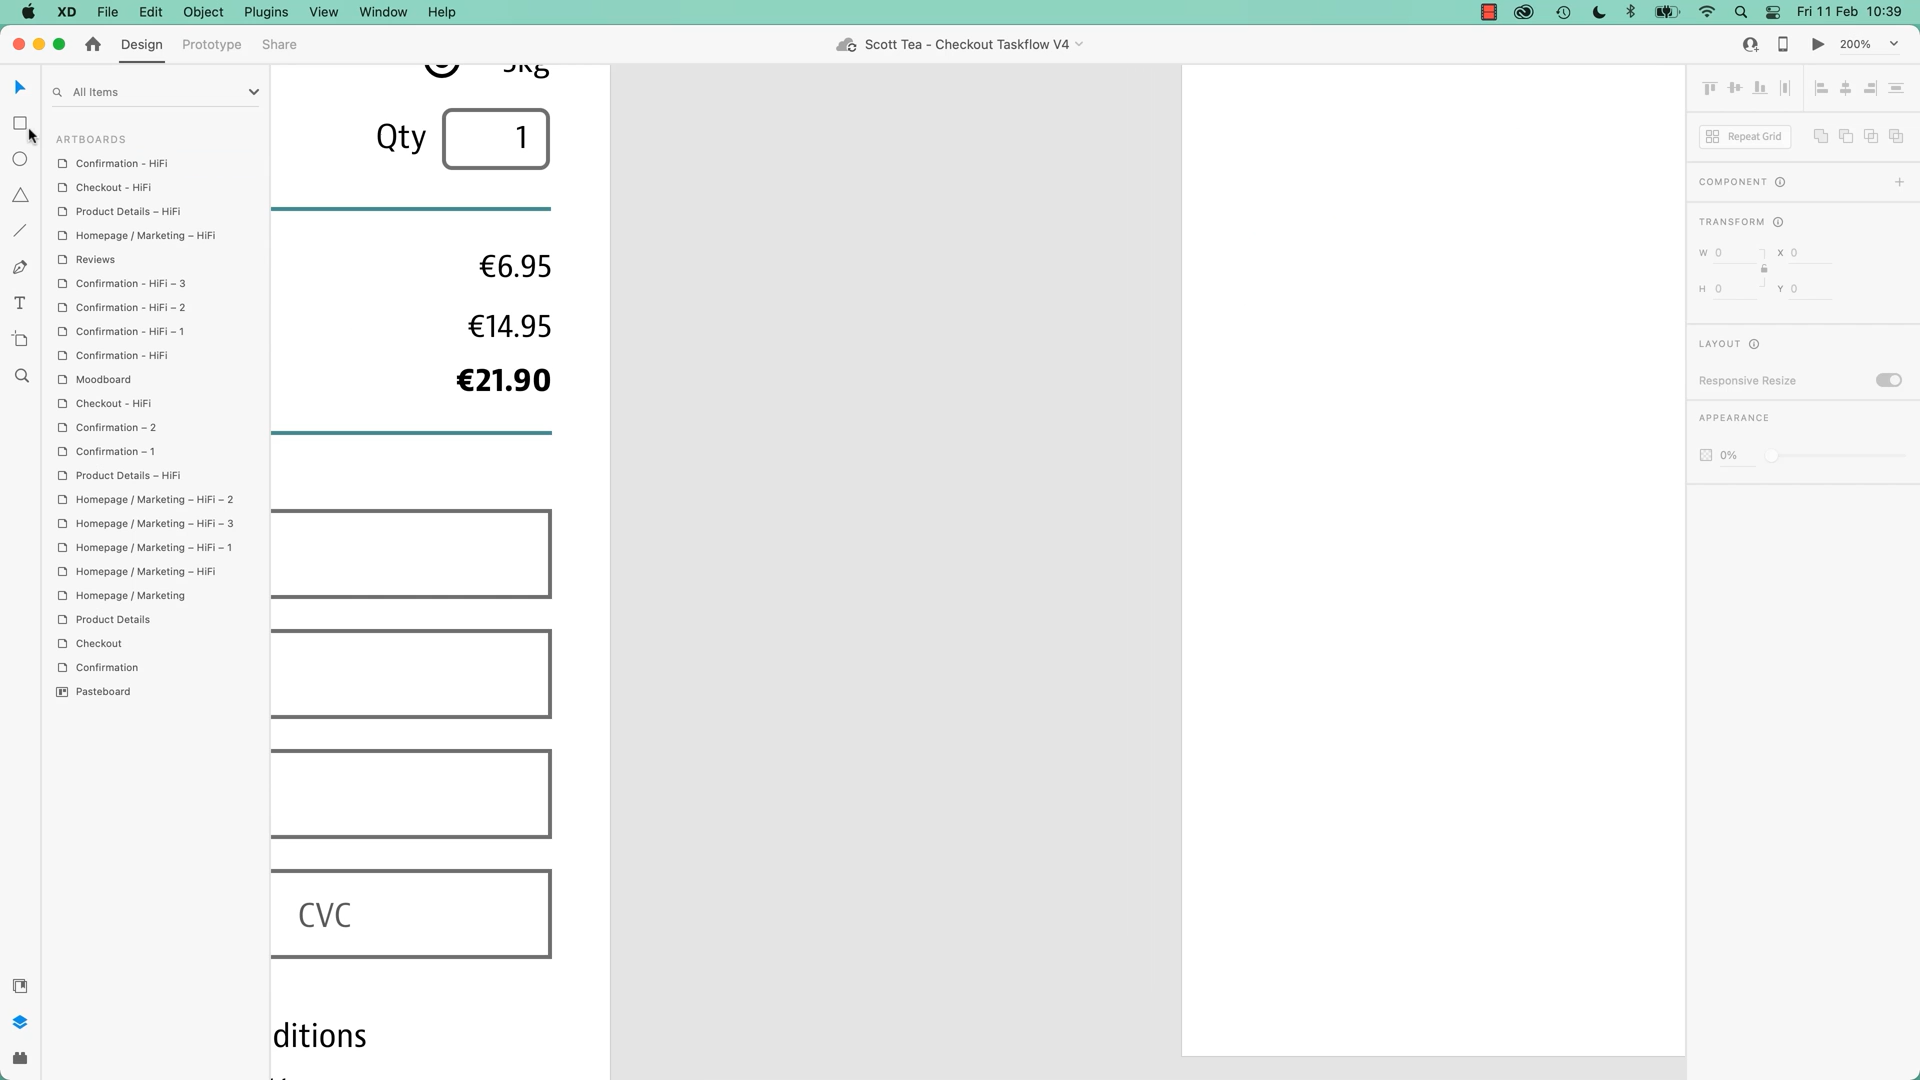 XD File Edit Object Plugins View Window Help
Fri 11 Feb 10:39
Design Prototype Share
Scott Tea - Checkout Taskflow V4
200%
All Items
ARTBOARDS
Confirmation - HiFi
Checkout - HiFi
Product Details – HiFi
Homepage / Marketing – HiFi
Reviews
Confirmation - HiFi – 3
Confirmation - HiFi – 2
Confirmation - HiFi – 1
Confirmation - HiFi
Moodboard
Checkout - HiFi
Confirmation – 2
Confirmation – 1
Product Details – HiFi
Homepage / Marketing – HiFi – 2
Homepage / Marketing – HiFi – 3
Homepage / Marketing – HiFi – 1
Homepage / Marketing – HiFi
Homepage / Marketing
Product Details
Checkout
Confirmation
Pasteboard
5kg
Qty 1
€6.95
€14.95
€21.90
CVC
ditions
Repeat Grid
COMPONENT
TRANSFORM
W 0 X 0
H 0 Y 0
LAYOUT
Responsive Resize
APPEARANCE
0%